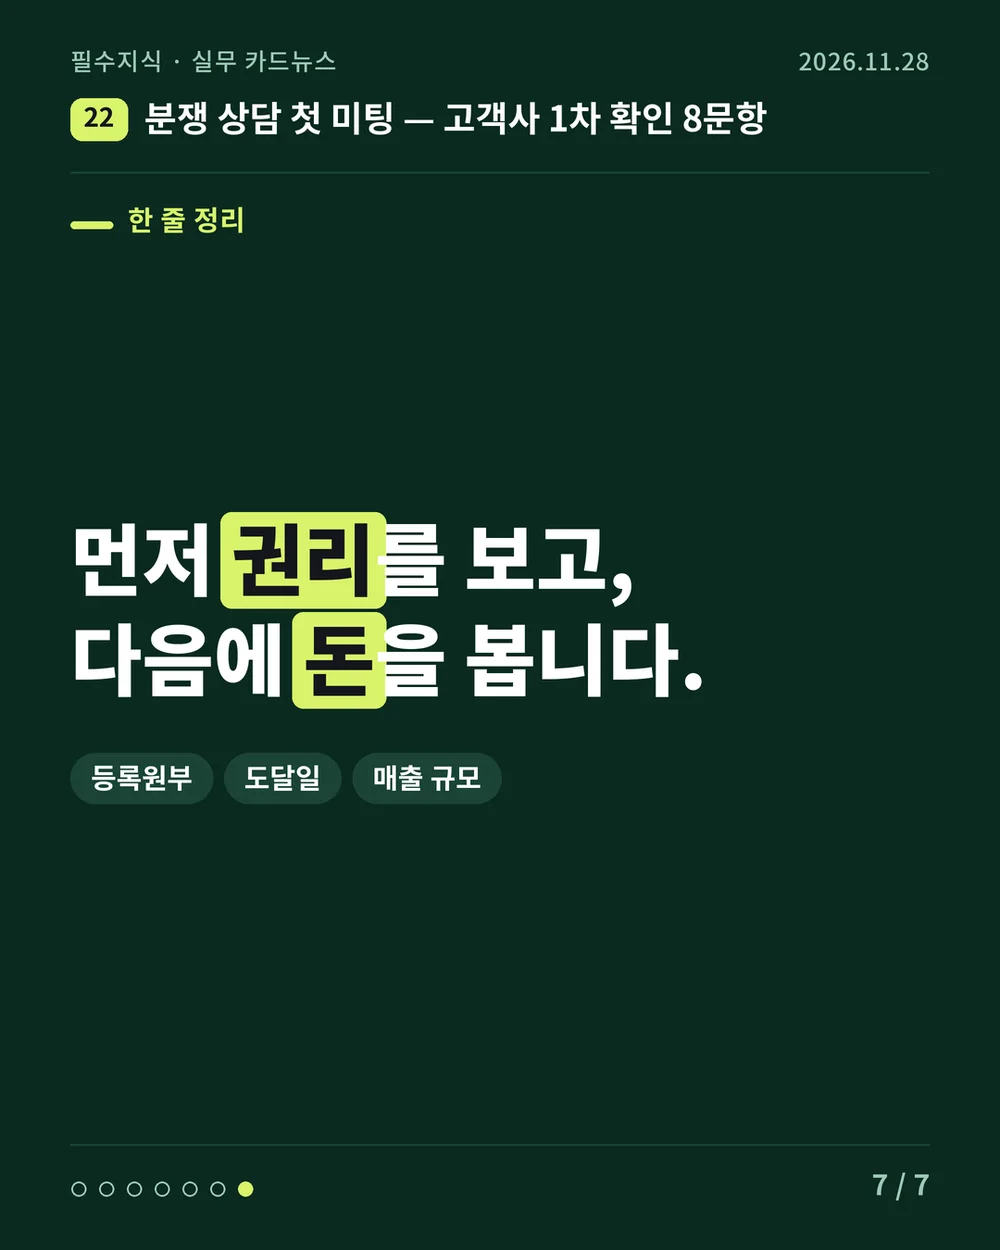 필수지식 · 실무 카드뉴스
2026.11.28
22 분쟁 상담 첫 미팅 — 고객사 1차 확인 8문항
한 줄 정리
먼저 권리를 보고,
다음에 돈을 봅니다.
등록원부 도달일 매출 규모
7 / 7